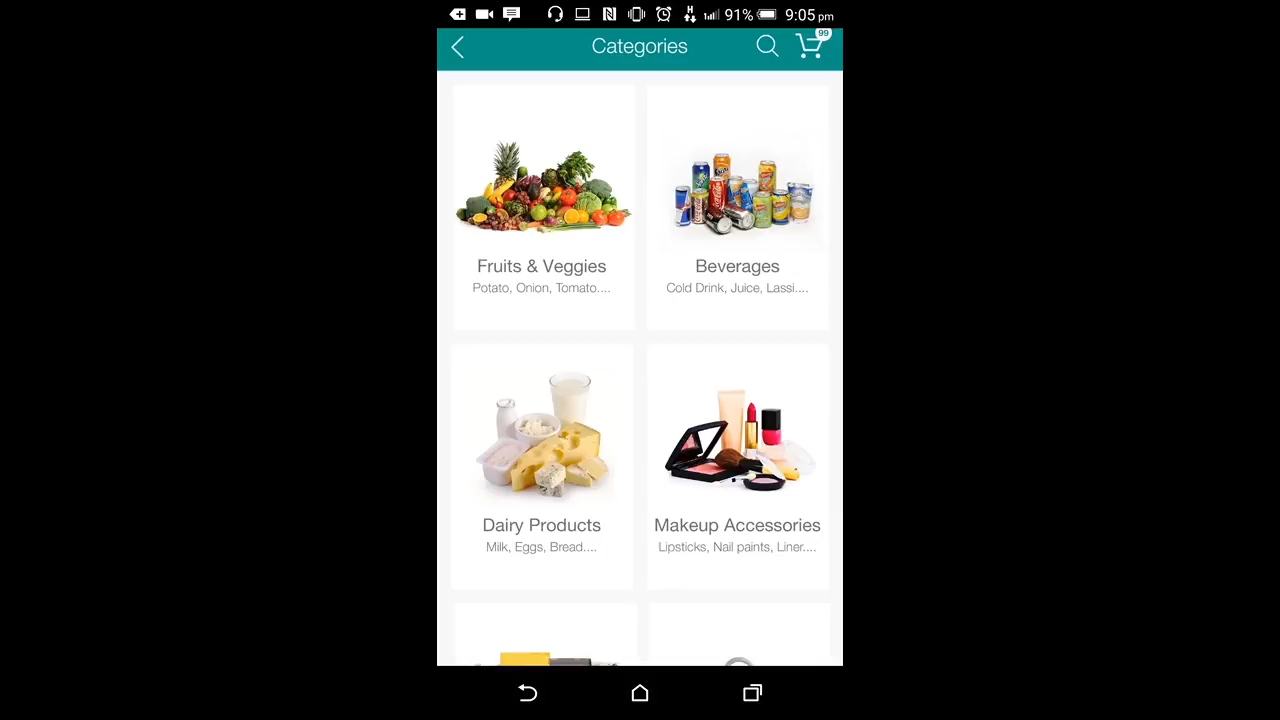 91% 9:05 pm
Categories
99
Fruits & Veggies
Potato, Onion, Tomato....
Beverages
Cold Drink, Juice, Lassi....
Dairy Products
Milk, Eggs, Bread....
Makeup Accessories
Lipsticks, Nail paints, Liner....